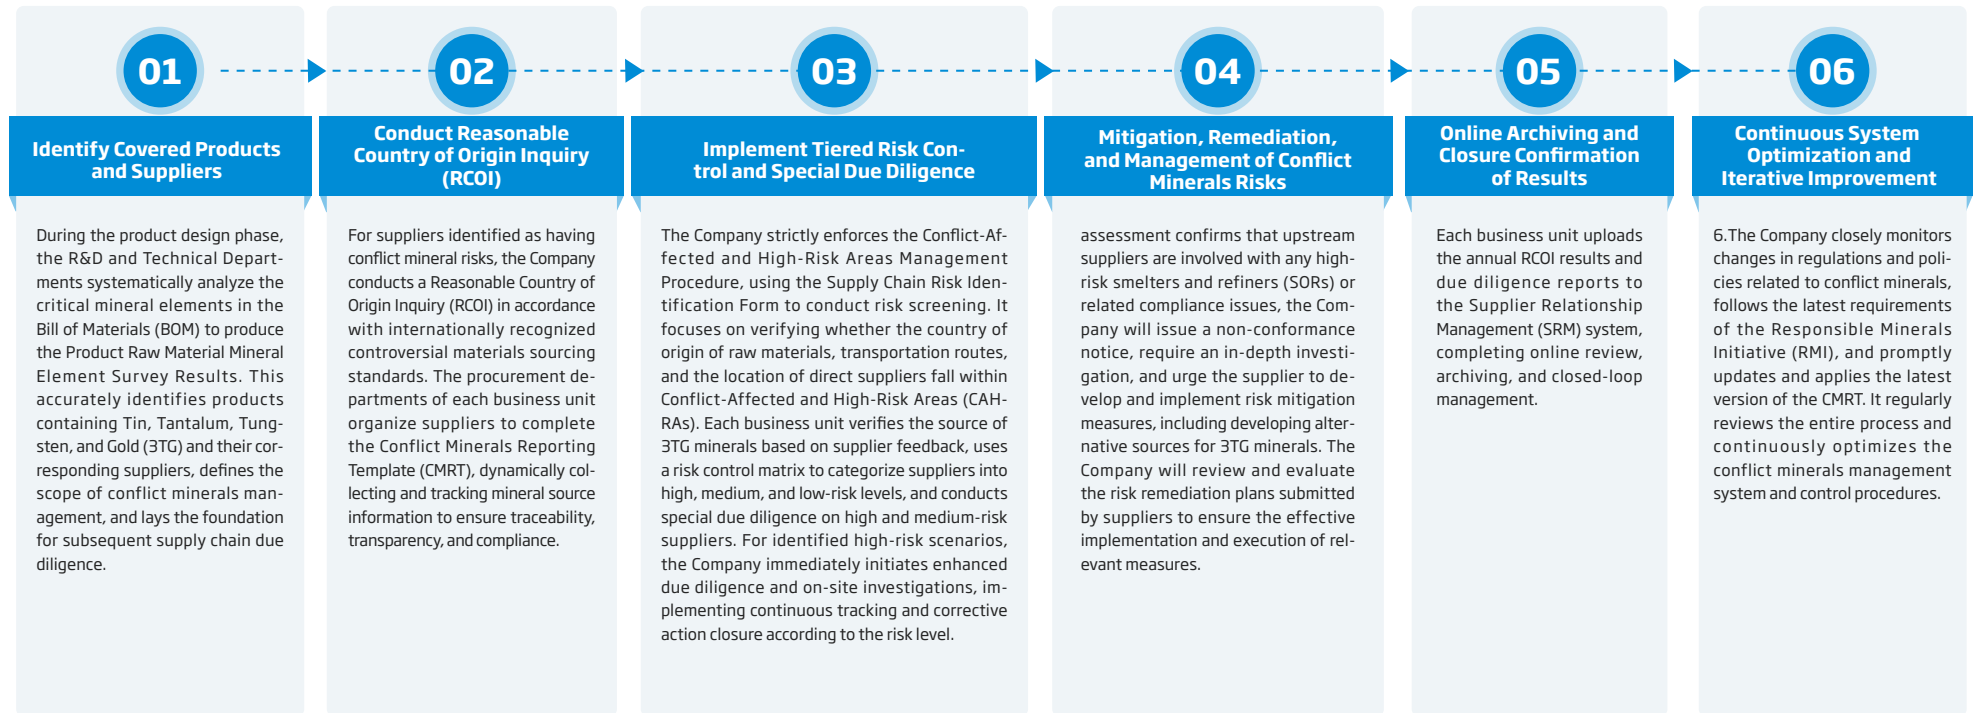 01
Identify Covered Products
and Suppliers
During the product design phase,
the R&D and Technical Depart-
ments systematically analyze the
critical mineral elements in the
Bill of Materials (BOM) to produce
the Product Raw Material Mineral
Element Survey Results. This
accurately identifies products
containing Tin, Tantalum, Tung-
sten, and Gold (3TG) and their cor-
responding suppliers, defines the
scope of conflict minerals man-
agement, and lays the foundation
for subsequent supply chain due
diligence.
02
Conduct Reasonable
Country of Origin Inquiry
(RCOI)
For suppliers identified as having
conflict mineral risks, the Company
conducts a Reasonable Country of
Origin Inquiry (RCOI) in accordance
with internationally recognized
controversial materials sourcing
standards. The procurement de-
partments of each business unit
organize suppliers to complete
the Conflict Minerals Reporting
Template (CMRT), dynamically col-
lecting and tracking mineral source
information to ensure traceability,
transparency, and compliance.
03
Implement Tiered Risk Con-
trol and Special Due Diligence
The Company strictly enforces the Conflict-Af-
fected and High-Risk Areas Management
Procedure, using the Supply Chain Risk Iden-
tification Form to conduct risk screening. It
focuses on verifying whether the country of
origin of raw materials, transportation routes,
and the location of direct suppliers fall within
Conflict-Affected and High-Risk Areas (CAH-
RAs). Each business unit verifies the source of
3TG minerals based on supplier feedback, uses
a risk control matrix to categorize suppliers into
high, medium, and low-risk levels, and conducts
special due diligence on high and medium-risk
suppliers. For identified high-risk scenarios,
the Company immediately initiates enhanced
due diligence and on-site investigations, im-
plementing continuous tracking and corrective
action closure according to the risk level.
04
Mitigation, Remediation,
and Management of Conflict
Minerals Risks
assessment confirms that upstream
suppliers are involved with any high-
risk smelters and refiners (SORs) or
related compliance issues, the Com-
pany will issue a non-conformance
notice, require an in-depth investi-
gation, and urge the supplier to de-
velop and implement risk mitigation
measures, including developing alter-
native sources for 3TG minerals. The
Company will review and evaluate
the risk remediation plans submitted
by suppliers to ensure the effective
implementation and execution of rel-
evant measures.
05
Online Archiving and
Closure Confirmation
of Results
Each business unit uploads
the annual RCOI results and
due diligence reports to
the Supplier Relationship
Management (SRM) system,
completing online review,
archiving, and closed-loop
management.
06
Continuous System
Optimization and
Iterative Improvement
6.The Company closely monitors
changes in regulations and poli-
cies related to conflict minerals,
follows the latest requirements
of the Responsible Minerals
Initiative (RMI), and promptly
updates and applies the latest
version of the CMRT. It regularly
reviews the entire process and
continuously optimizes the
conflict minerals management
system and control procedures.